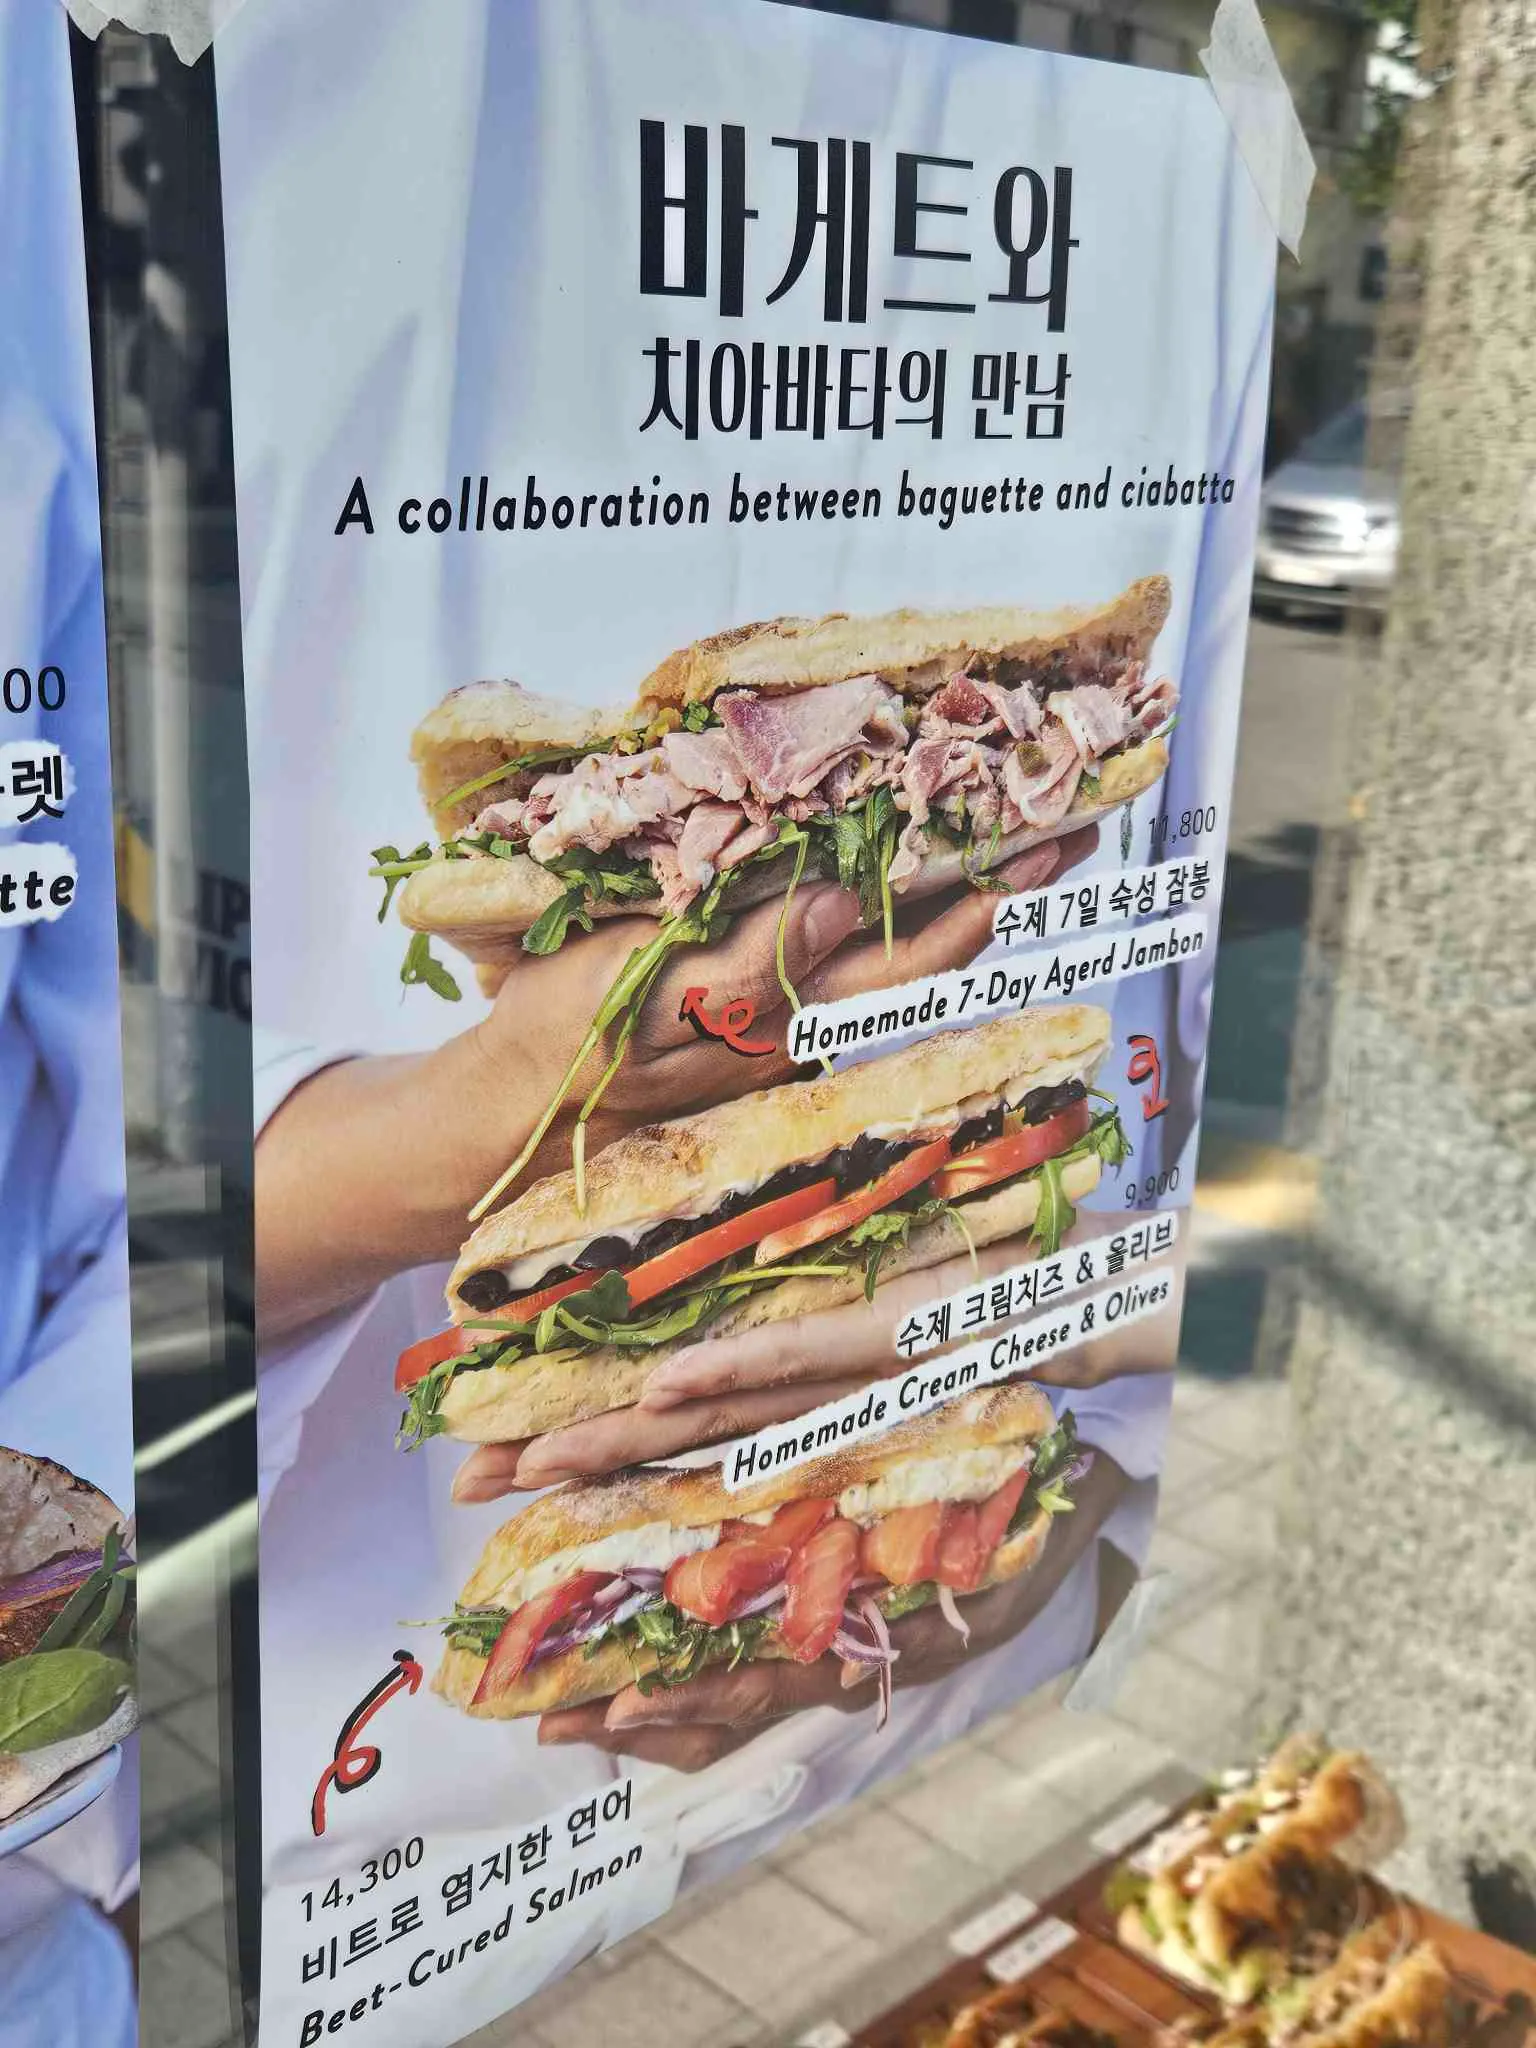 바게트와
치아바타의 만남
A collaboration between baguette and ciabatta
11,800
수제 7일 숙성 잠봉
Homemade 7-Day Agerd Jambon
9,900
수제 크림치즈 & 올리브
Homemade Cream Cheese & Olives
14,300
비트로 염지한 연어
Beet-Cured Salmon
00
렛
tte